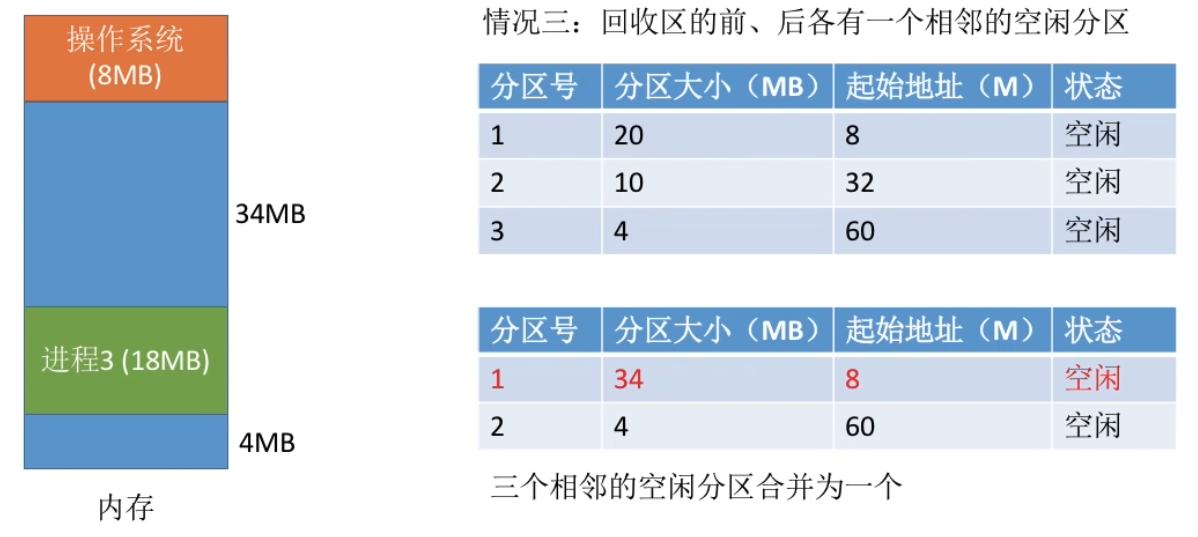 操作系统
(8MB)
34MB
进程3 (18MB)
4MB
内存
情况三：回收区的前、后各有一个相邻的空闲分区
分区号 分区大小（MB） 起始地址（M） 状态
1 20 8 空闲
2 10 32 空闲
3 4 60 空闲
分区号 分区大小（MB） 起始地址（M） 状态
1 34 8 空闲
2 4 60 空闲
三个相邻的空闲分区合并为一个